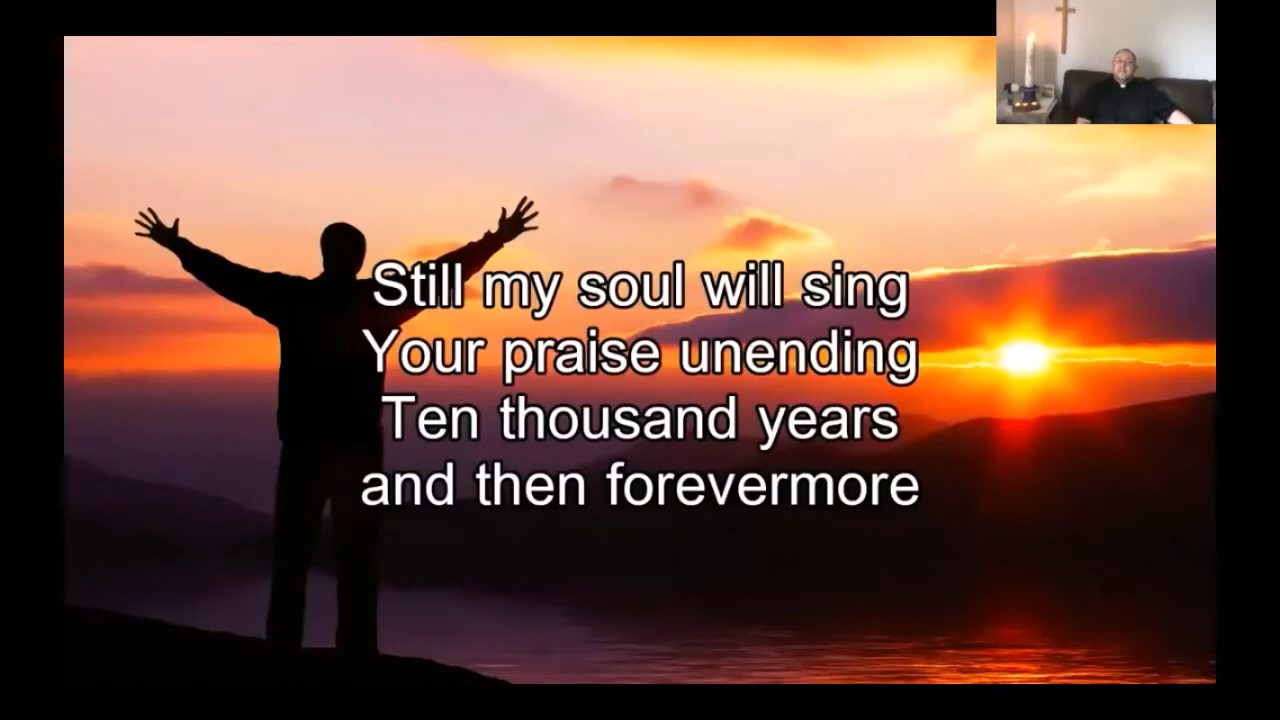 Still my soul will sing
Your praise unending
Ten thousand years
and then forevermore